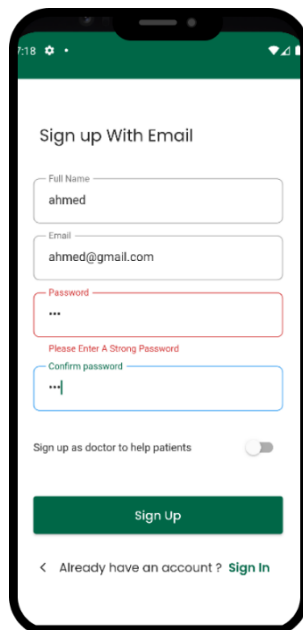 7:18
Sign up With Email
Full Name
ahmed
Email
ahmed@gmail.com
Password
•••
Please Enter A Strong Password
Confirm password
•••
Sign up as doctor to help patients
Sign Up
< Already have an account ? Sign In